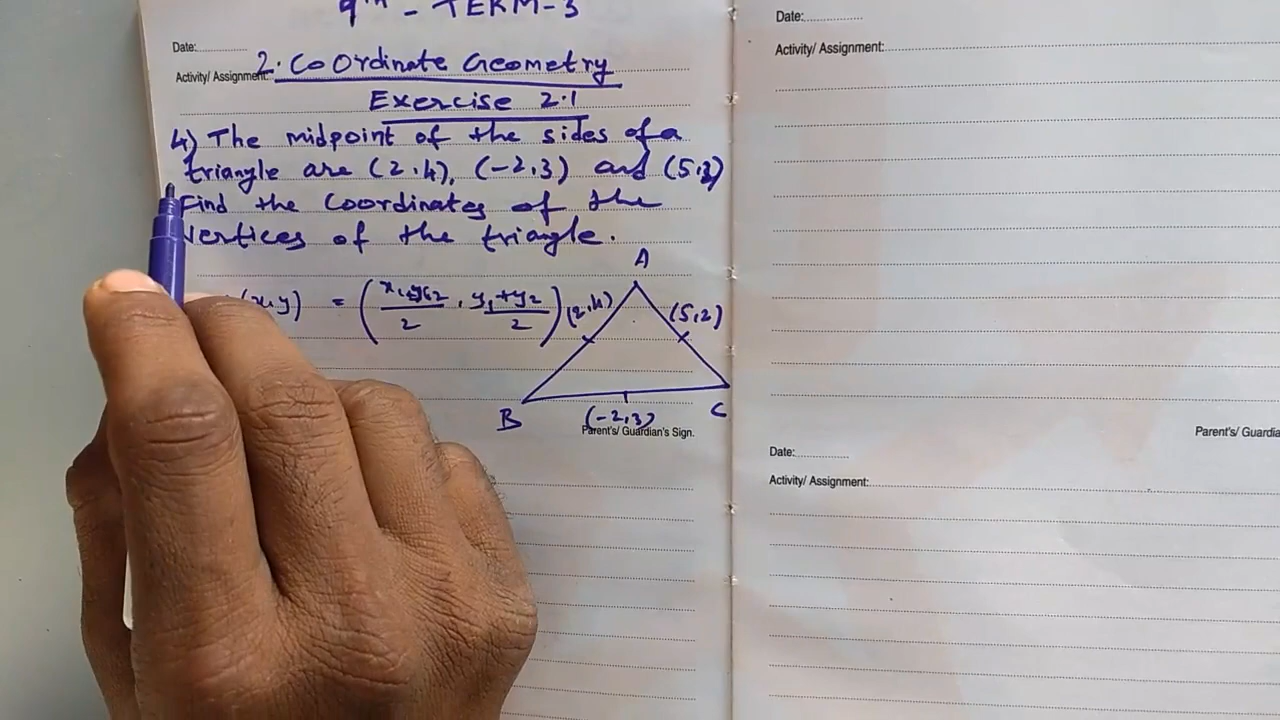 9th - TERM-3
Date:
2. Coordinate Geometry
Activity/ Assignment:
Exercise 2.1
4) The midpoint of the sides of a
triangle are (2,4), (-2,3) and (5,2)
Find the coordinates of the
vertices of the triangle.
A
(x,y) = ( x1+x2/2 , y1+y2/2 )
(2,4)
(5,2)
B
(-2,3)
C
Parent's/ Guardian's Sign.
Date:
Activity/ Assignment:
Parent's/ Guardia
Date:
Activity/ Assignment: